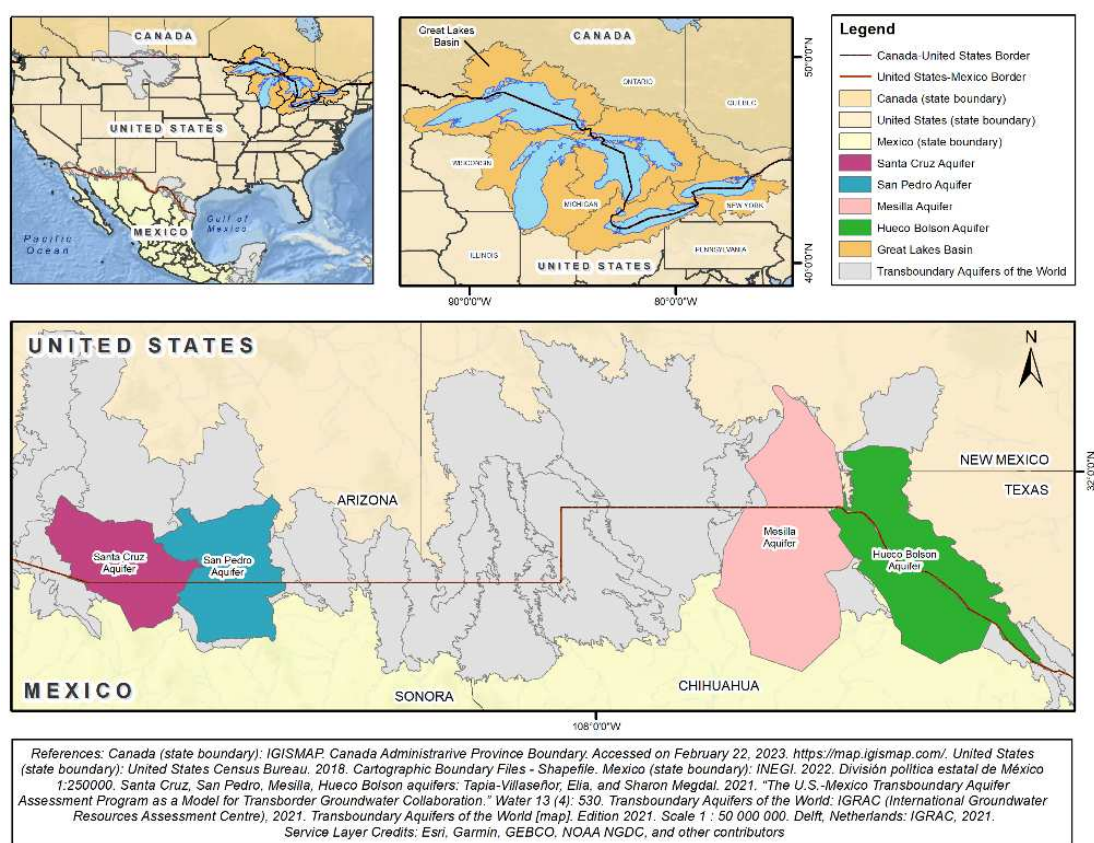 CANADA
UNITED STATES
MEXICO
Gulf of
Mexico
Pacific
Ocean
Great Lakes
Basin
CANADA
ONTARIO
QUEBEC
WISCONSIN
MICHIGAN
NEW YORK
ILLINOIS
PENNSYLVANIA
UNITED STATES
50°0'0"N
40°0'0"N
90°0'0"W
80°0'0"W
Legend
Canada-United States Border
United States-Mexico Border
Canada (state boundary)
United States (state boundary)
Mexico (state boundary)
Santa Cruz Aquifer
San Pedro Aquifer
Mesilla Aquifer
Hueco Bolson Aquifer
Great Lakes Basin
Transboundary Aquifers of the World
UNITED STATES
N
NEW MEXICO
TEXAS
32°0'0"N
ARIZONA
Santa Cruz
Aquifer
San Pedro
Aquifer
Mesilla
Aquifer
Hueco Bolson
Aquifer
MEXICO
SONORA
CHIHUAHUA
108°0'0"W
References: Canada (state boundary): IGISMAP. Canada Administrarive Province Boundary. Accessed on February 22, 2023. https://map.igismap.com/. United States
(state boundary): United States Census Bureau. 2018. Cartographic Boundary Files - Shapefile. Mexico (state boundary): INEGI. 2022. División política estatal de México
1:250000. Santa Cruz, San Pedro, Mesilla, Hueco Bolson aquifers: Tapia-Villaseñor, Elia, and Sharon Megdal. 2021. “The U.S.-Mexico Transboundary Aquifer
Assessment Program as a Model for Transborder Groundwater Collaboration.” Water 13 (4): 530. Transboundary Aquifers of the World: IGRAC (International Groundwater
Resources Assessment Centre), 2021. Transboundary Aquifers of the World [map]. Edition 2021. Scale 1 : 50 000 000. Delft, Netherlands: IGRAC, 2021.
Service Layer Credits: Esri, Garmin, GEBCO, NOAA NGDC, and other contributors